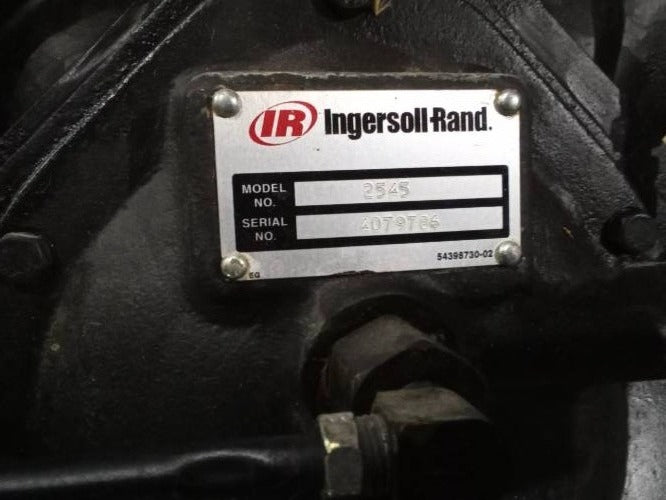 IR Ingersoll-Rand.
MODEL NO. 2545
SERIAL NO. 4079786
54398730-02